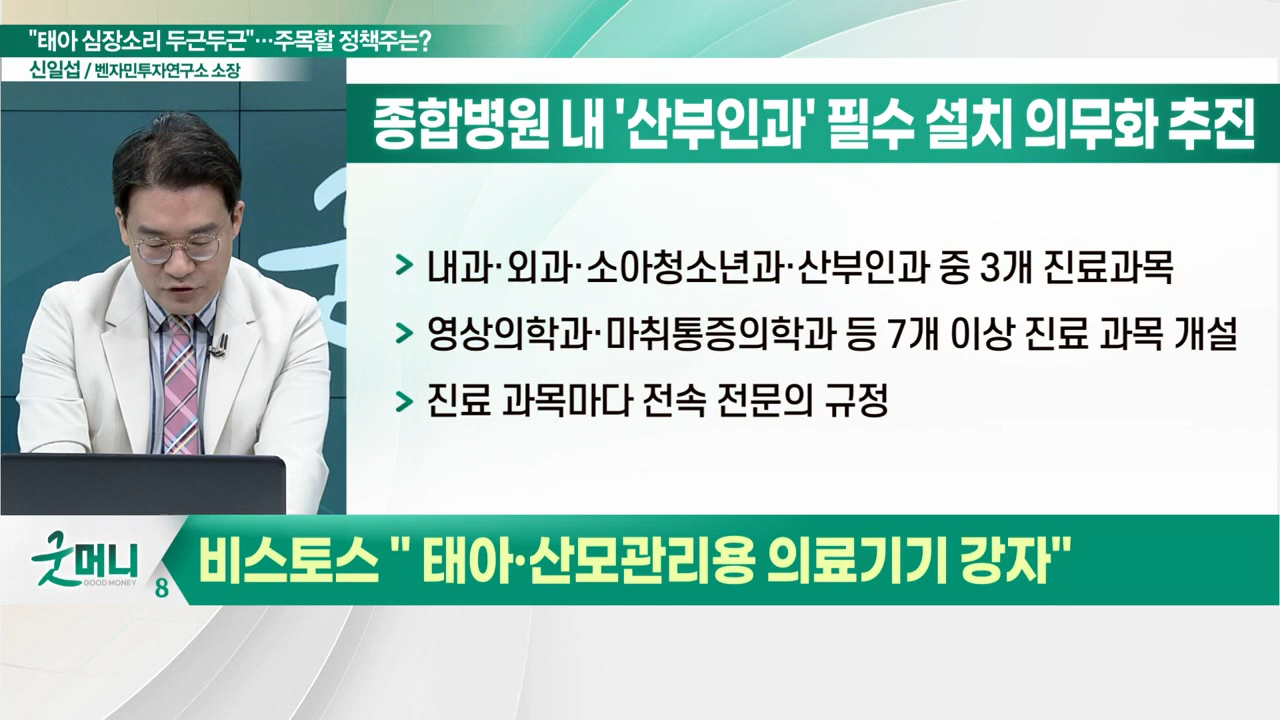 "태아 심장소리 두근두근"…주목할 정책주는?
신일섭 / 벤자민투자연구소 소장
종합병원 내 '산부인과' 필수 설치 의무화 추진
> 내과·외과·소아청소년과·산부인과 중 3개 진료과목
> 영상의학과·마취통증의학과 등 7개 이상 진료 과목 개설
> 진료 과목마다 전속 전문의 규정
굿머니
GOOD MONEY
8
비스토스 " 태아·산모관리용 의료기기 강자"